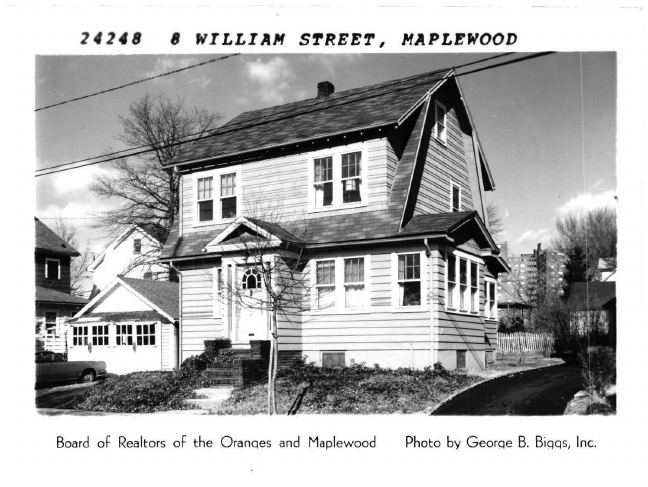 24248 8 WILLIAM STREET, MAPLEWOOD
Board of Realtors of the Oranges and Maplewood Photo by George B. Biggs, Inc.